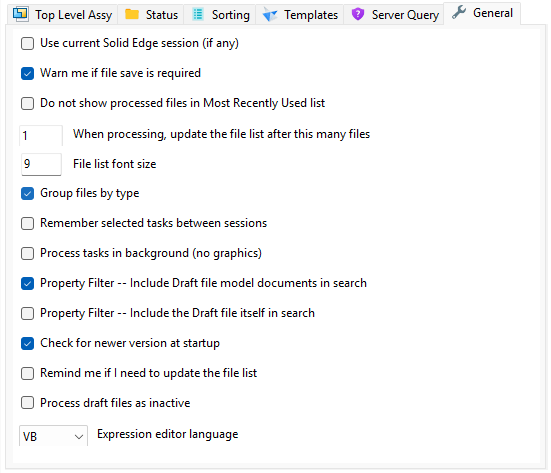 Top Level Assy Status Sorting Templates Server Query General
Use current Solid Edge session (if any)
Warn me if file save is required
Do not show processed files in Most Recently Used list
1 When processing, update the file list after this many files
9 File list font size
Group files by type
Remember selected tasks between sessions
Process tasks in background (no graphics)
Property Filter -- Include Draft file model documents in search
Property Filter -- Include the Draft file itself in search
Check for newer version at startup
Remind me if I need to update the file list
Process draft files as inactive
VB Expression editor language